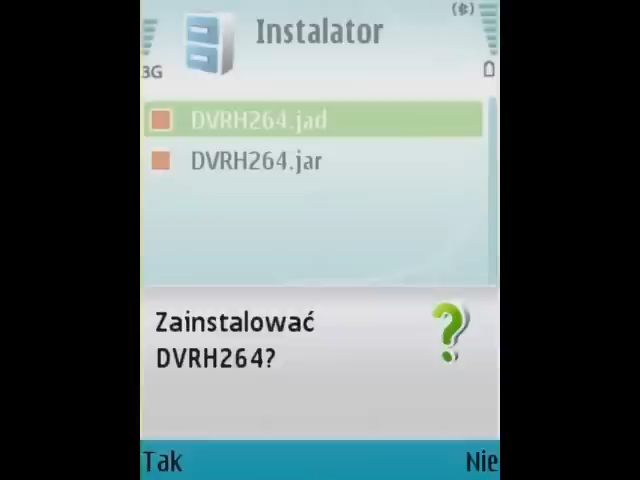 Instalator
3G
DVRH264.jad
DVRH264.jar
Zainstalować
DVRH264?
Tak
Nie